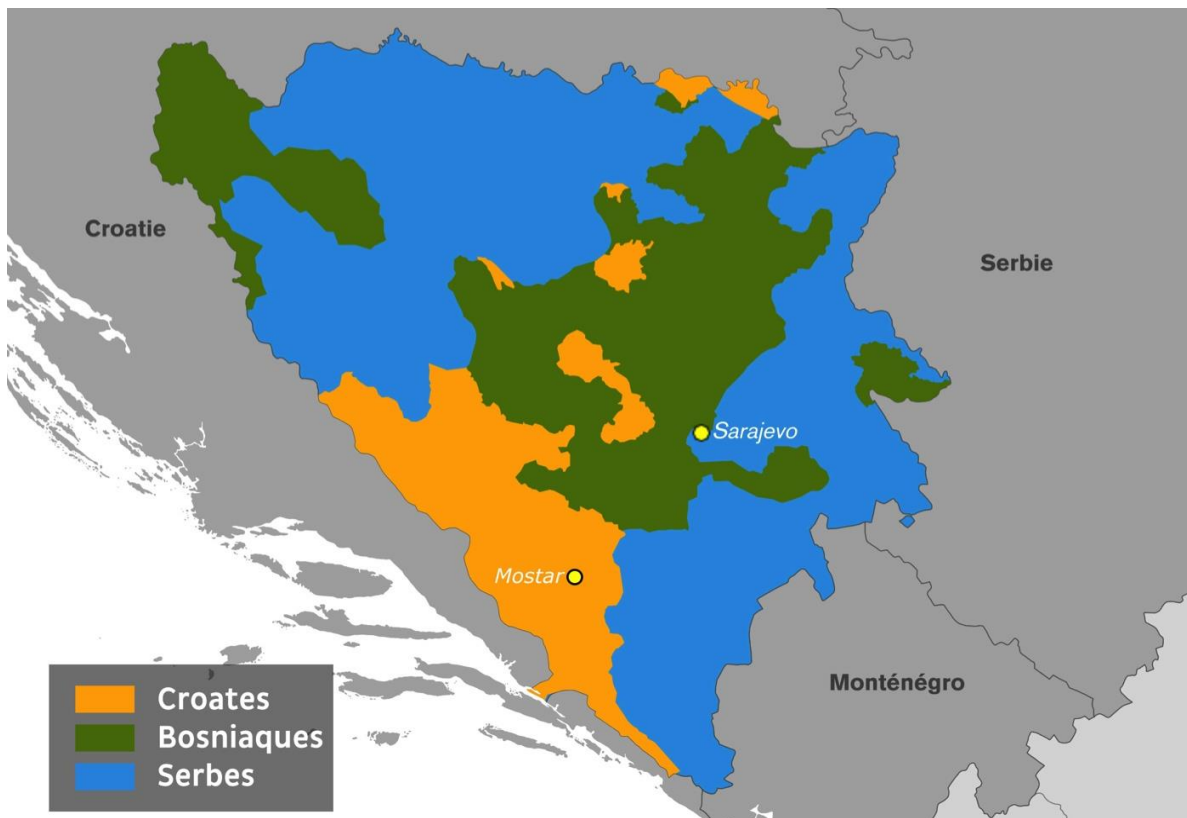 Croatie
Serbie
Sarajevo
Mostar
Monténégro
Croates
Bosniaques
Serbes